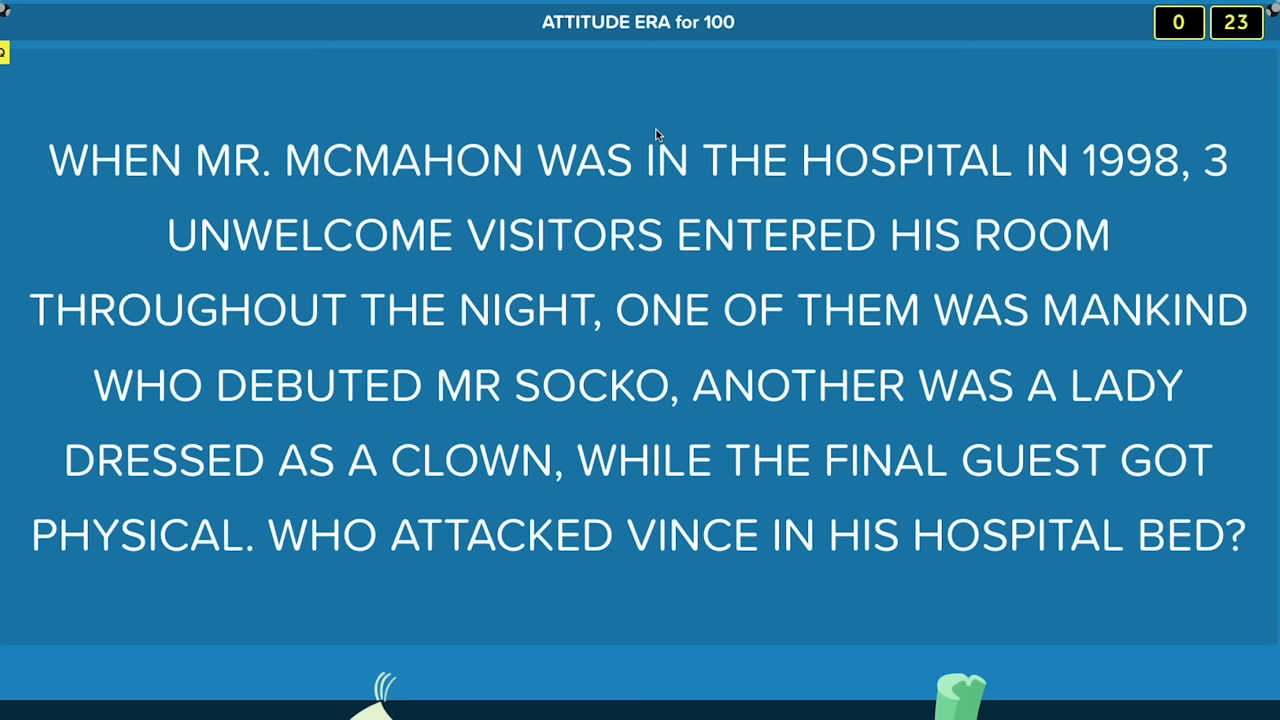 ATTITUDE ERA for 100
0 23
Q
WHEN MR. MCMAHON WAS IN THE HOSPITAL IN 1998, 3
UNWELCOME VISITORS ENTERED HIS ROOM
THROUGHOUT THE NIGHT, ONE OF THEM WAS MANKIND
WHO DEBUTED MR SOCKO, ANOTHER WAS A LADY
DRESSED AS A CLOWN, WHILE THE FINAL GUEST GOT
PHYSICAL. WHO ATTACKED VINCE IN HIS HOSPITAL BED?